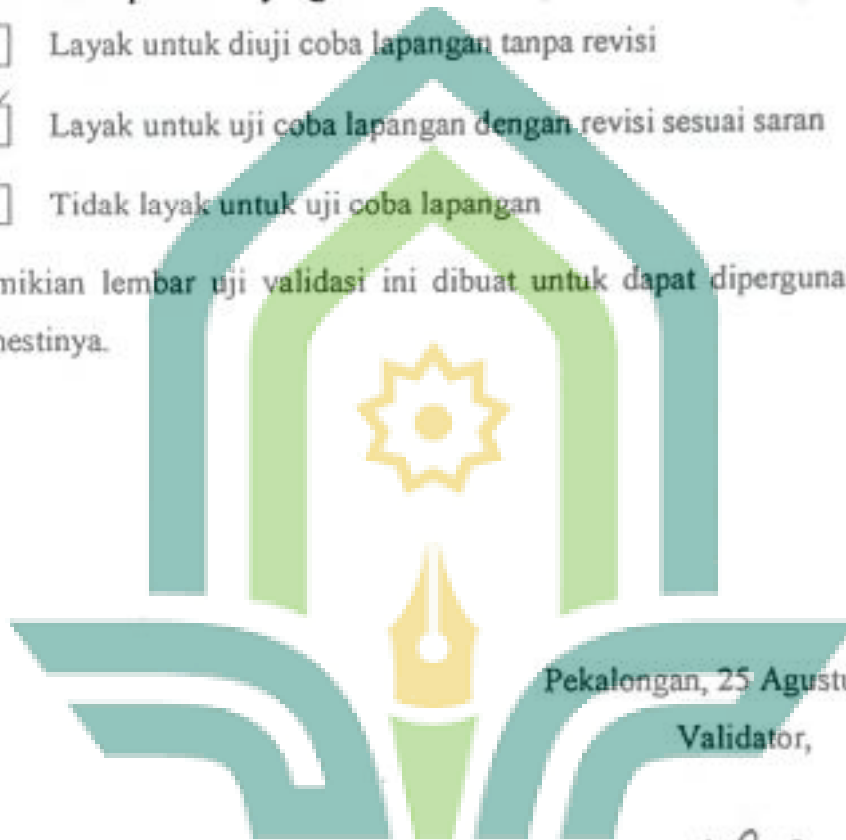 Layak untuk diuji coba lapangan tanpa revisi
Layak untuk uji coba lapangan dengan revisi sesuai saran
Tidak layak untuk uji coba lapangan
mikian lembar uji validasi ini dibuat untuk dapat diperguna
nestinya.
Pekalongan, 25 Agustu
Validator,